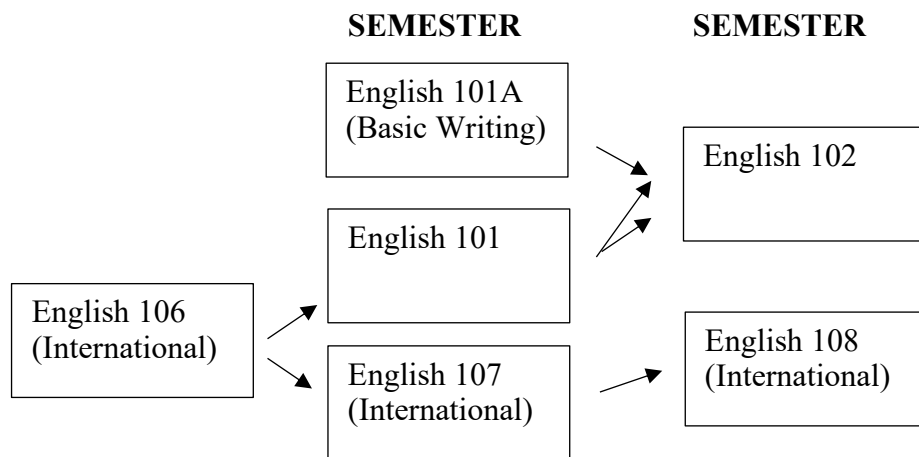 SEMESTER
SEMESTER
English 101A
(Basic Writing)
English 102
English 101
English 106
(International)
English 107
(International)
English 108
(International)